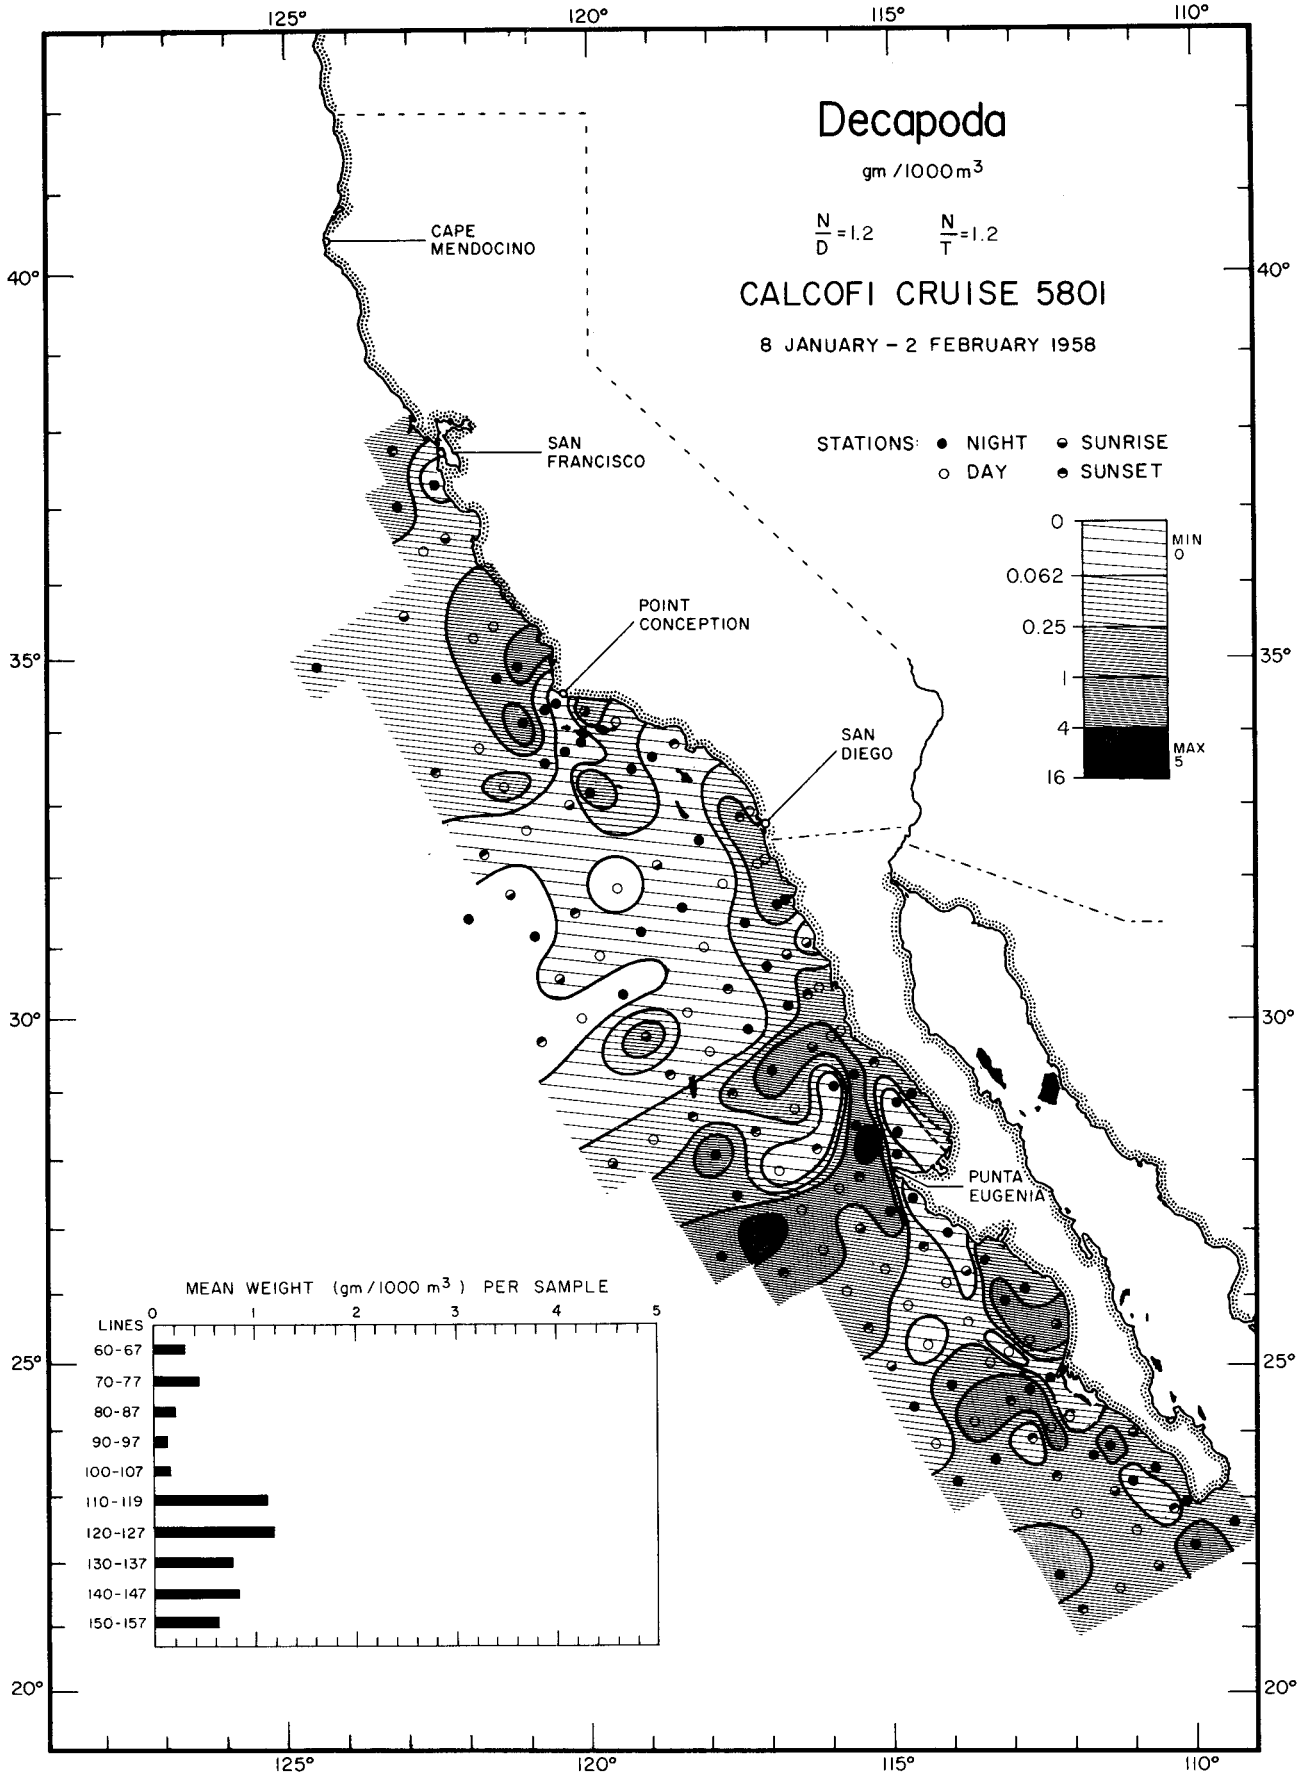 125° 120° 115° 110°
Decapoda
gm /1000m³
N/D = 1.2 N/T = 1.2
CALCOFI CRUISE 5801
8 JANUARY – 2 FEBRUARY 1958
CAPE
MENDOCINO
40° 40°
STATIONS: ● NIGHT SUNRISE
○ DAY SUNSET
SAN
FRANCISCO
0
MIN
0
0.062
0.25
1
4
MAX
5
16
POINT
CONCEPTION
35° 35°
SAN
DIEGO
30° 30°
PUNTA
EUGENIA
MEAN WEIGHT (gm/1000 m³) PER SAMPLE
0 1 2 3 4 5
LINES
60-67
70-77
80-87
90-97
100-107
110-119
120-127
130-137
140-147
150-157
25° 25°
20° 20°
125° 120° 115° 110°